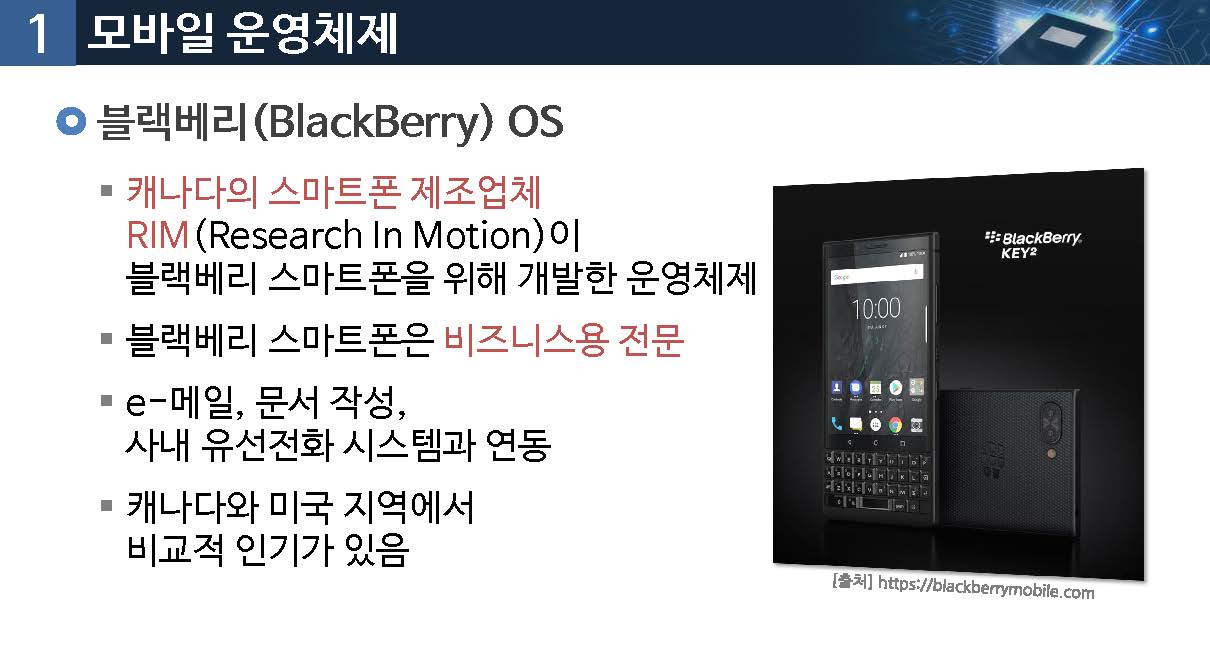 1 모바일 운영체제
블랙베리(BlackBerry) OS
캐나다의 스마트폰 제조업체
RIM(Research In Motion)이
블랙베리 스마트폰을 위해 개발한 운영체제
블랙베리 스마트폰은 비즈니스용 전문
e-메일, 문서 작성,
사내 유선전화 시스템과 연동
캐나다와 미국 지역에서
비교적 인기가 있음
BlackBerry
KEY²
10:00
[출처] https://blackberrymobile.com